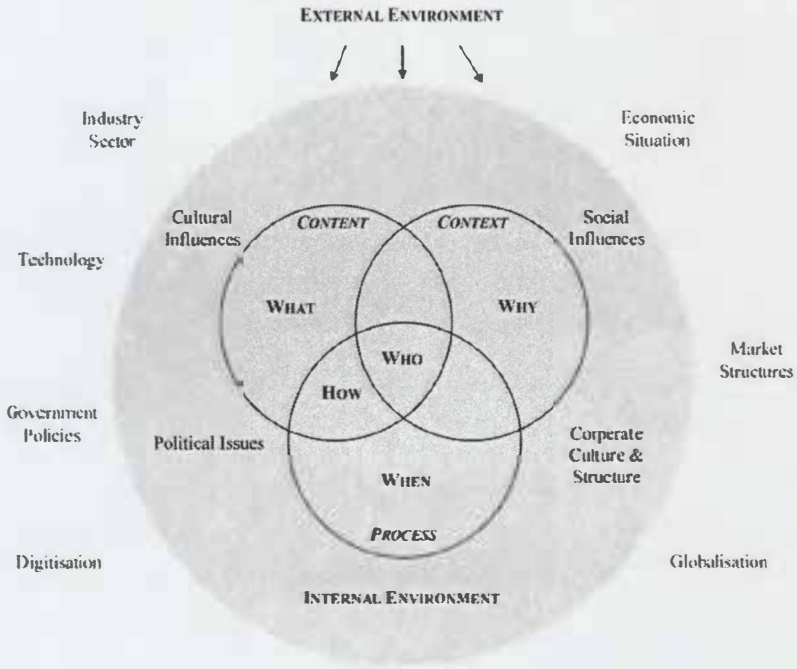 EXTERNAL ENVIRONMENT
Industry
Sector
Economic
Situation
Cultural
Influences
CONTENT
CONTEXT
Social
Influences
Technology
WHAT
WHY
Market
Structures
WHO
HOW
Government
Policies
Political Issues
Corperate
Culture &
Structure
WHEN
PROCESS
Digitisation
Globalisation
INTERNAL ENVIRONMENT